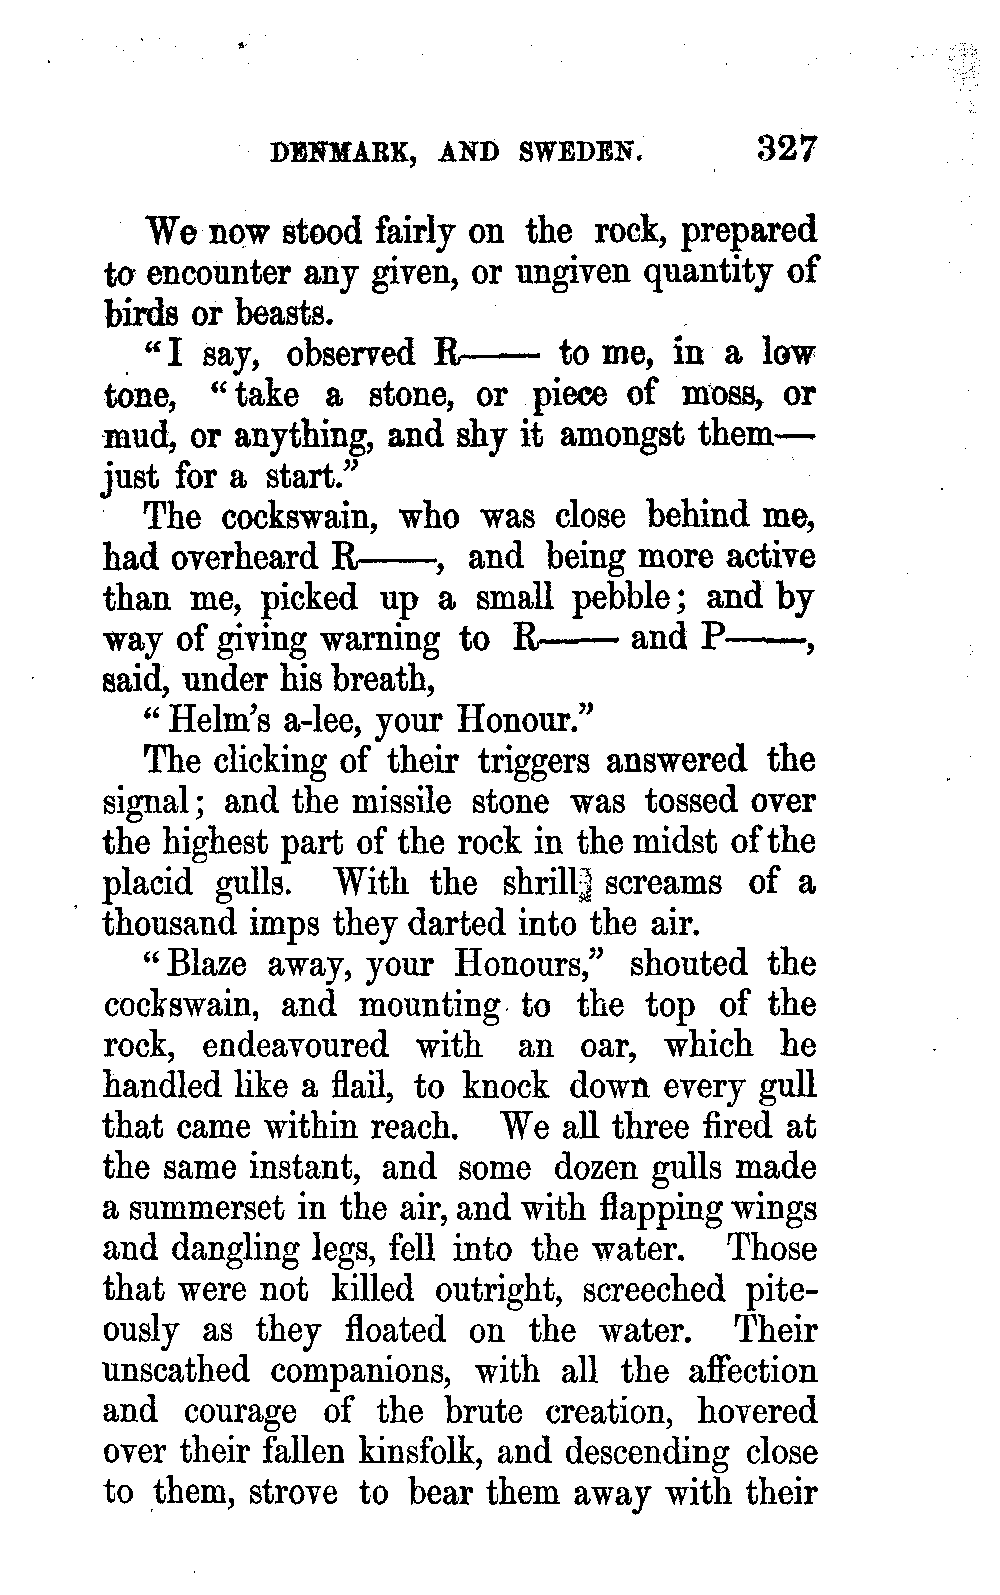 DENMARK, AND SWEDEN. 327
We now stood fairly on the rock, prepared
to encounter any given, or ungiven quantity of
birds or beasts.
“I say, observed R—— to me, in a low
tone, “take a stone, or piece of moss, or
mud, or anything, and shy it amongst them—
just for a start.”
The cockswain, who was close behind me,
had overheard R——, and being more active
than me, picked up a small pebble; and by
way of giving warning to R—— and P——,
said, under his breath,
“Helm’s a-lee, your Honour.”
The clicking of their triggers answered the
signal; and the missile stone was tossed over
the highest part of the rock in the midst of the
placid gulls. With the shrill screams of a
thousand imps they darted into the air.
“Blaze away, your Honours,” shouted the
cockswain, and mounting to the top of the
rock, endeavoured with an oar, which he
handled like a flail, to knock down every gull
that came within reach. We all three fired at
the same instant, and some dozen gulls made
a summerset in the air, and with flapping wings
and dangling legs, fell into the water. Those
that were not killed outright, screeched pite-
ously as they floated on the water. Their
unscathed companions, with all the affection
and courage of the brute creation, hovered
over their fallen kinsfolk, and descending close
to them, strove to bear them away with their